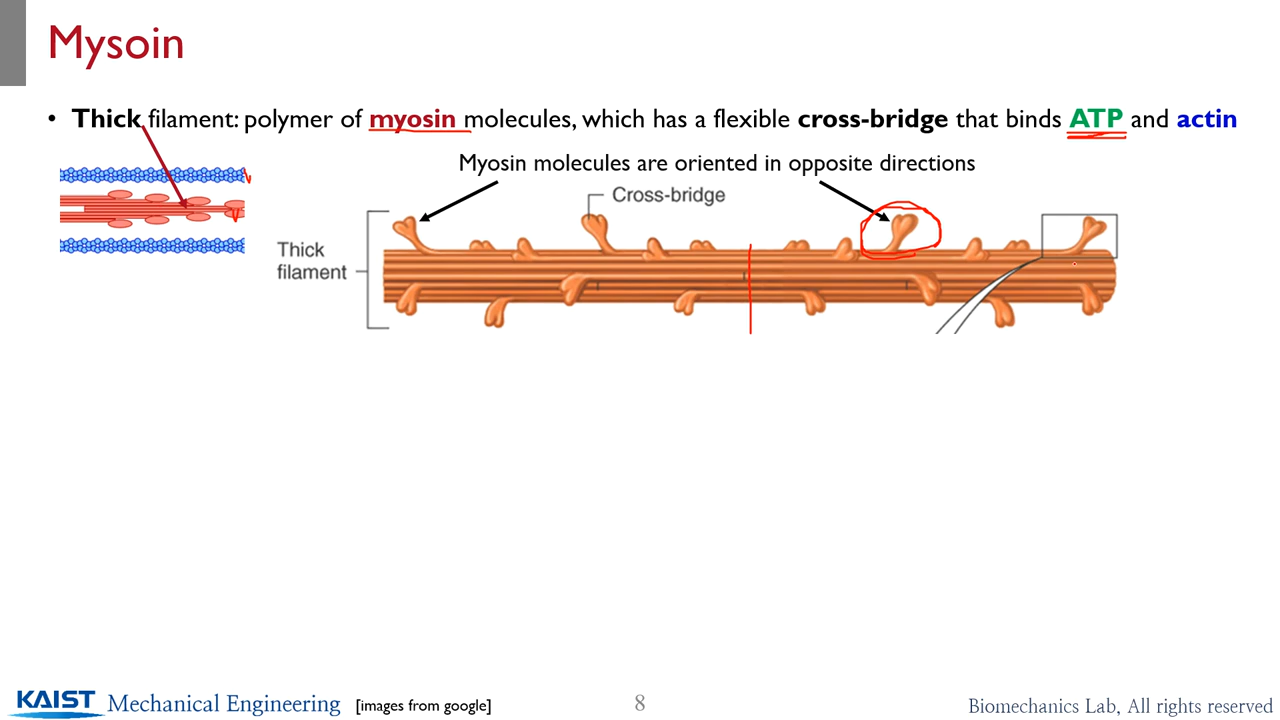 Mysoin
• Thick filament: polymer of myosin molecules, which has a flexible cross-bridge that binds ATP and actin
Myosin molecules are oriented in opposite directions
Cross-bridge
Thick
filament
KAIST Mechanical Engineering [images from google]
8
Biomechanics Lab, All rights reserved